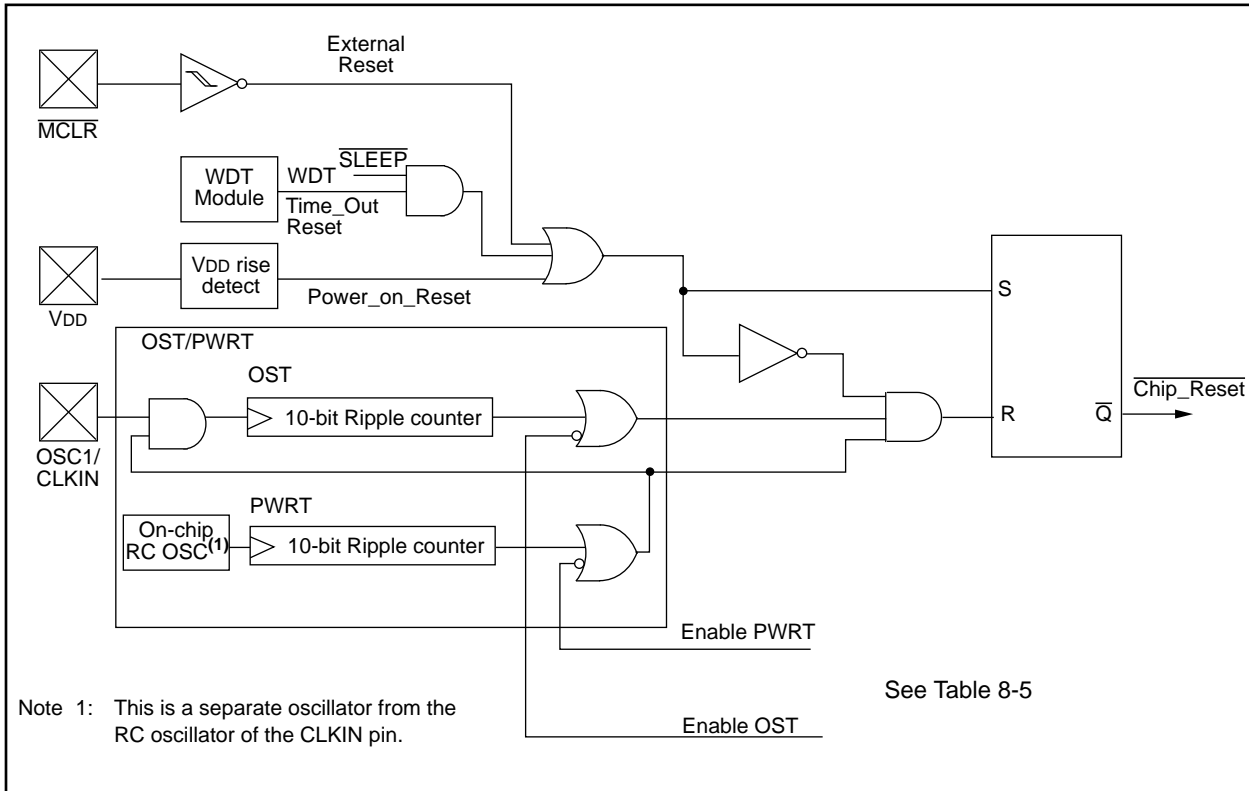 External
Reset
MCLR
SLEEP
WDT
Module
WDT
Time_Out
Reset
VDD rise
detect
Power_on_Reset
VDD
S
OST/PWRT
OST
10-bit Ripple counter
OSC1/
CLKIN
R
Q
Chip_Reset
PWRT
On-chip
RC OSC(1)
10-bit Ripple counter
Enable PWRT
See Table 8-5
Note 1: This is a separate oscillator from the
RC oscillator of the CLKIN pin.
Enable OST